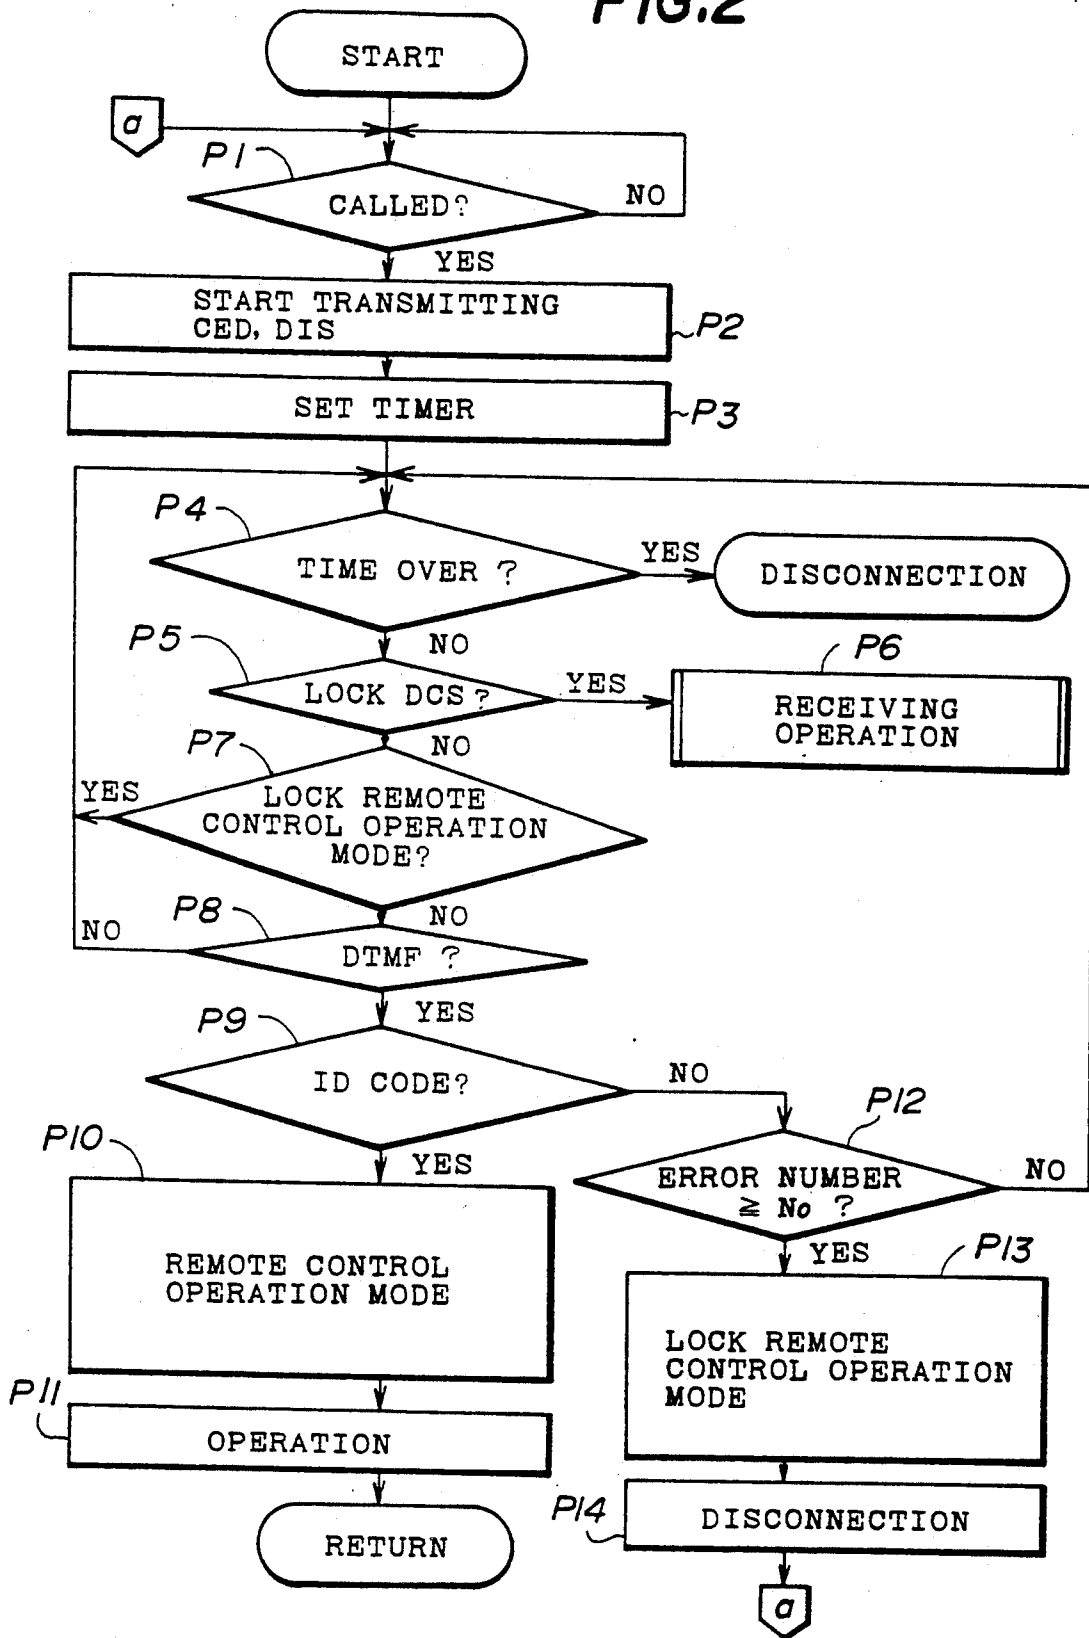 FIG.2
START
a
P1
CALLED?
NO
YES
START TRANSMITTING
CED, DIS
P2
SET TIMER
P3
P4
TIME OVER ?
YES
DISCONNECTION
NO
P5
LOCK DCS?
YES
P6
RECEIVING
OPERATION
NO
P7
YES
LOCK REMOTE
CONTROL OPERATION
MODE?
NO
P8
NO
DTMF ?
YES
P9
ID CODE?
NO
P12
P10
YES
ERROR NUMBER
≧ No ?
NO
YES
P13
REMOTE CONTROL
OPERATION MODE
LOCK REMOTE
CONTROL OPERATION
MODE
P11
OPERATION
P14
DISCONNECTION
RETURN
a